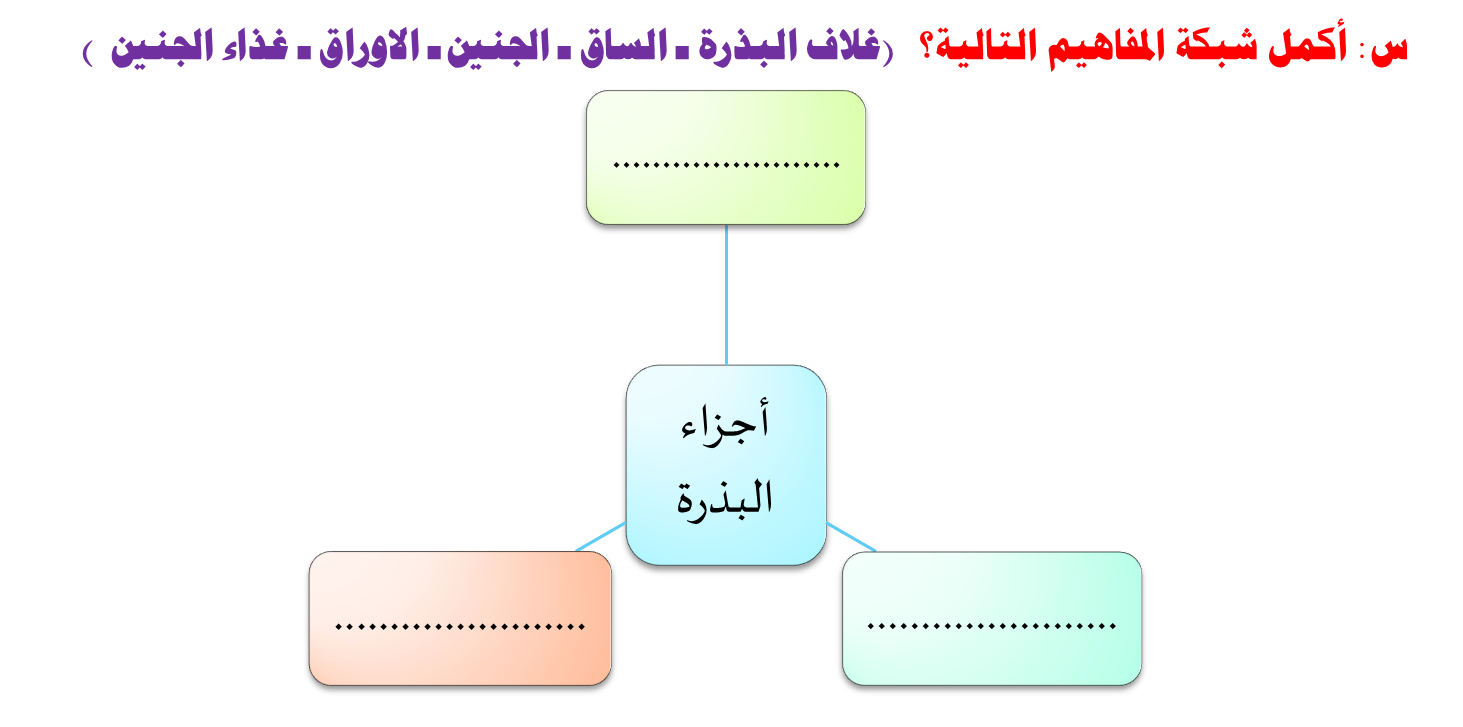 س: أكمل شبكة المفاهيم التالية؟ (غلاف البذرة - الساق - الجنين - الاوراق - غذاء الجنين )
......................
أجزاء
البذرة
.......................
.......................